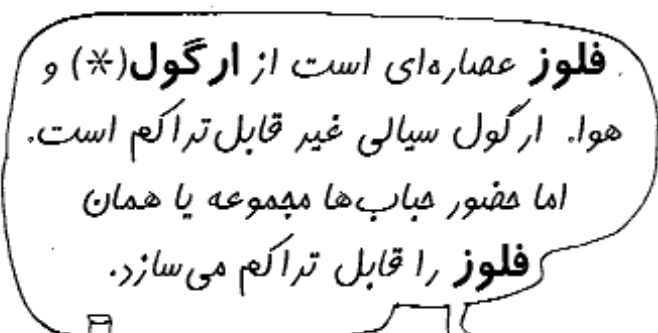 فلوز عصاره‌ای است از ارگول(*) و
هوا. ارگول سیالی غیر قابل تراکم است.
اما حضور حباب‌ها مجموعه یا همان
فلوز را قابل تراکم می‌سازد.